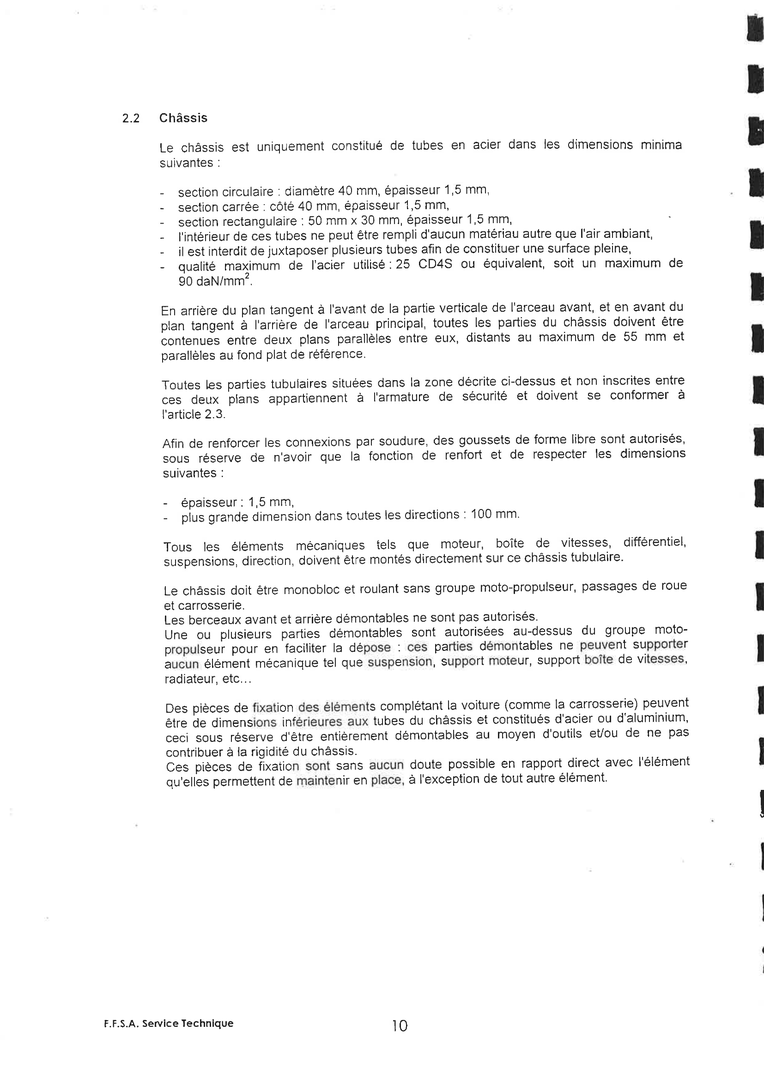 2.2 Châssis
Le châssis est uniquement constitué de tubes en acier dans les dimensions minima
suivantes :
- section circulaire : diamètre 40 mm, épaisseur 1,5 mm,
- section carrée : côté 40 mm, épaisseur 1,5 mm,
- section rectangulaire : 50 mm x 30 mm, épaisseur 1,5 mm,
- l'intérieur de ces tubes ne peut être rempli d'aucun matériau autre que l'air ambiant,
- il est interdit de juxtaposer plusieurs tubes afin de constituer une surface pleine,
- qualité maximum de l'acier utilisé : 25 CD4S ou équivalent, soit un maximum de
90 daN/mm².
En arrière du plan tangent à l'avant de la partie verticale de l'arceau avant, et en avant du
plan tangent à l'arrière de l'arceau principal, toutes les parties du châssis doivent être
contenues entre deux plans parallèles entre eux, distants au maximum de 55 mm et
parallèles au fond plat de référence.
Toutes les parties tubulaires situées dans la zone décrite ci-dessus et non inscrites entre
ces deux plans appartiennent à l'armature de sécurité et doivent se conformer à
l'article 2.3.
Afin de renforcer les connexions par soudure, des goussets de forme libre sont autorisés,
sous réserve de n'avoir que la fonction de renfort et de respecter les dimensions
suivantes :
- épaisseur : 1,5 mm,
- plus grande dimension dans toutes les directions : 100 mm.
Tous les éléments mécaniques tels que moteur, boîte de vitesses, différentiel,
suspensions, direction, doivent être montés directement sur ce châssis tubulaire.
Le châssis doit être monobloc et roulant sans groupe moto-propulseur, passages de roue
et carrosserie.
Les berceaux avant et arrière démontables ne sont pas autorisés.
Une ou plusieurs parties démontables sont autorisées au-dessus du groupe moto-
propulseur pour en faciliter la dépose : ces parties démontables ne peuvent supporter
aucun élément mécanique tel que suspension, support moteur, support boîte de vitesses,
radiateur, etc...
Des pièces de fixation des éléments complétant la voiture (comme la carrosserie) peuvent
être de dimensions inférieures aux tubes du châssis et constitués d'acier ou d'aluminium,
ceci sous réserve d'être entièrement démontables au moyen d'outils et/ou de ne pas
contribuer à la rigidité du châssis.
Ces pièces de fixation sont sans aucun doute possible en rapport direct avec l'élément
qu'elles permettent de maintenir en place, à l'exception de tout autre élément.
F.F.S.A. Service Technique
10